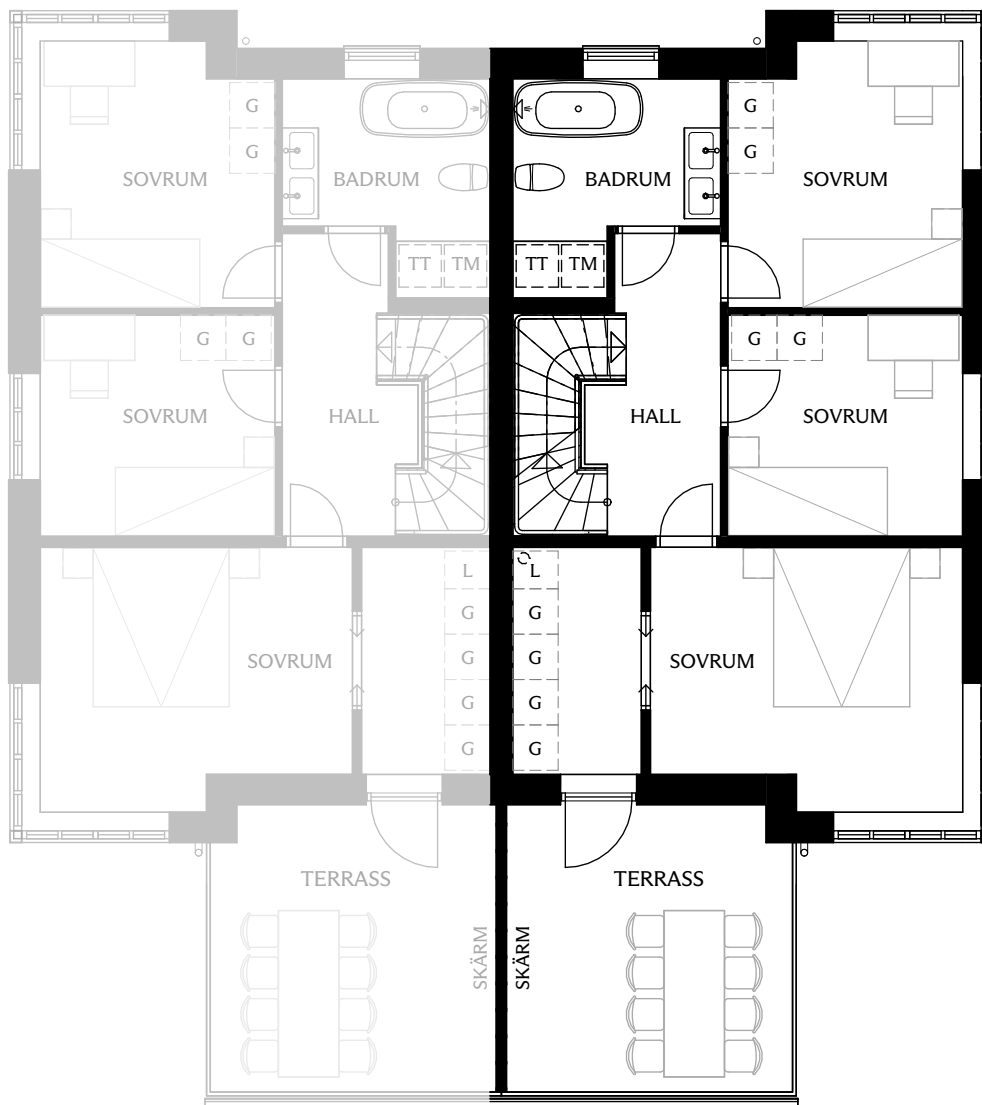 G G
G G
SOVRUM BADRUM BADRUM SOVRUM
TT TM TT TM
G G G G
SOVRUM HALL HALL SOVRUM
L L
G G
SOVRUM G G SOVRUM
G G
G G
TERRASS TERRASS
SKÄRM SKÄRM